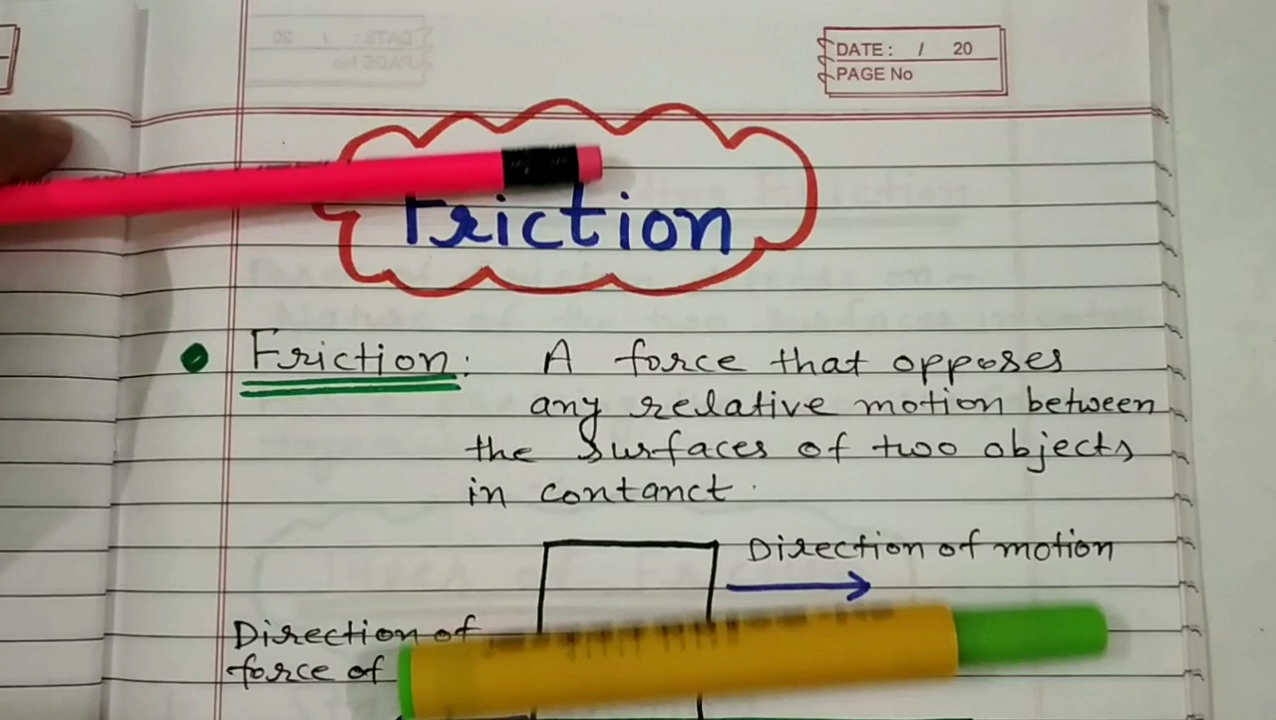 DATE : / 20
PAGE No
Friction
Friction: A force that opposes
any relative motion between
the surfaces of two objects
in contanct.
Direction of motion
Direction of
force of